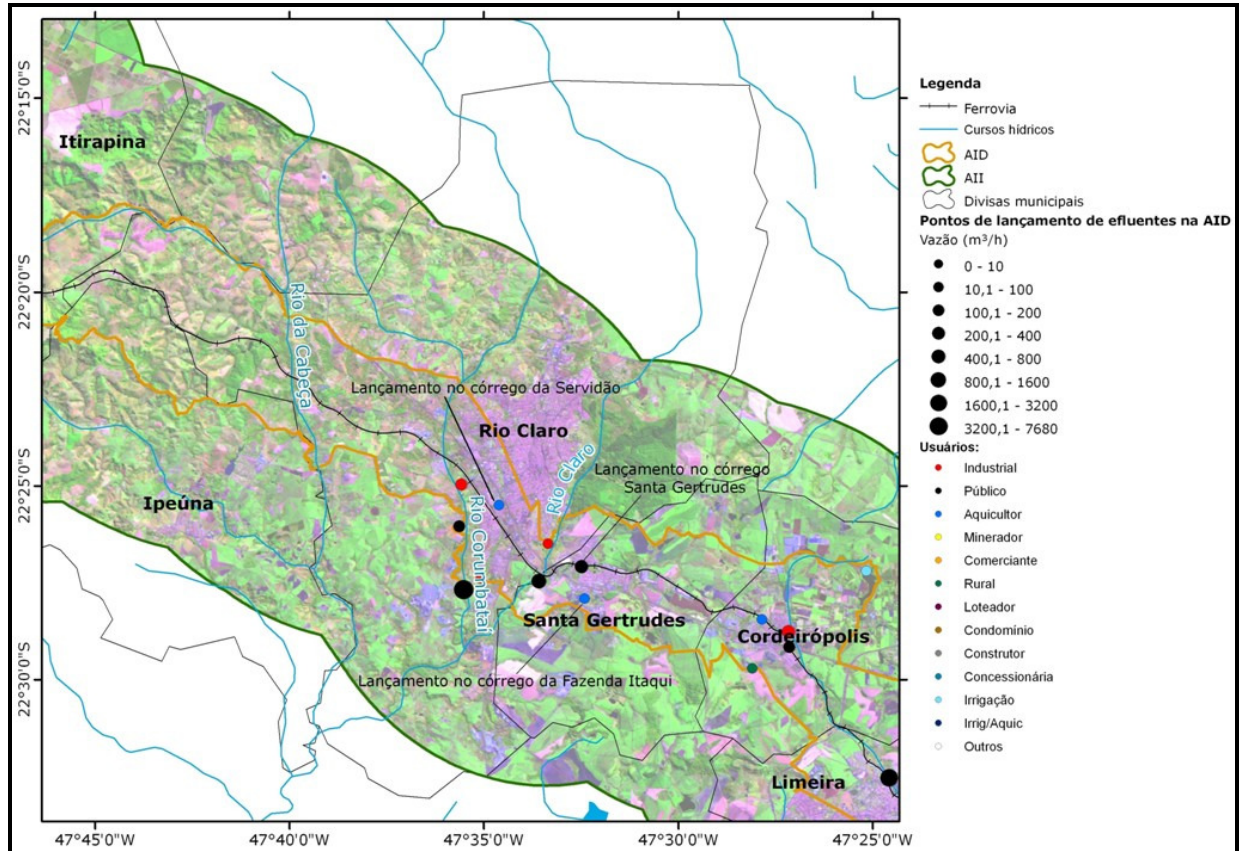 22°15'0"S
22°20'0"S
22°25'0"S
22°30'0"S
Itirapina
Rio da Cabeça
Lançamento no córrego da Servidão
Rio Claro
Rio Claro
Lançamento no córrego
Santa Gertrudes
Ipeúna
Rio Corumbataí
Santa Gertrudes
Cordeirópolis
Lançamento no córrego da Fazenda Itaqui
Limeira
47°45'0"W
47°40'0"W
47°35'0"W
47°30'0"W
47°25'0"W
Legenda
Ferrovia
Cursos hídricos
AID
AII
Divisas municipais
Pontos de lançamento de efluentes na AID
Vazão (m³/h)
0 - 10
10,1 - 100
100,1 - 200
200,1 - 400
400,1 - 800
800,1 - 1600
1600,1 - 3200
3200,1 - 7680
Usuários:
Industrial
Público
Aquicultor
Minerador
Comerciante
Rural
Loteador
Condomínio
Construtor
Concessionária
Irrigação
Irrig/Aquic
Outros